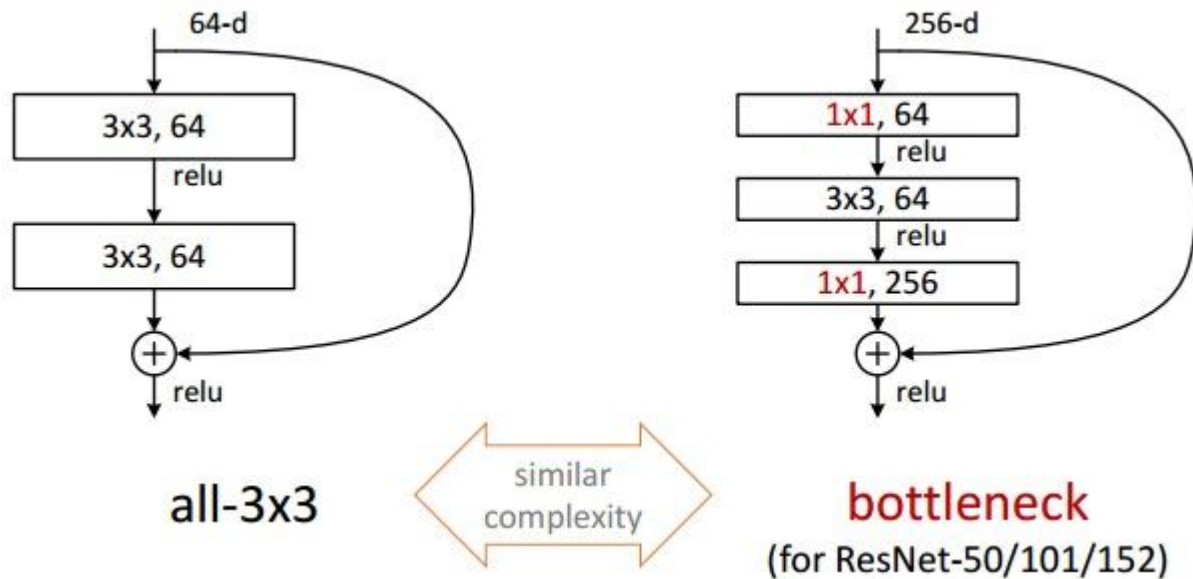 64-d
3x3, 64
relu
3x3, 64
+
relu
all-3x3
similar
complexity
256-d
1x1, 64
relu
3x3, 64
relu
1x1, 256
+
relu
bottleneck
(for ResNet-50/101/152)